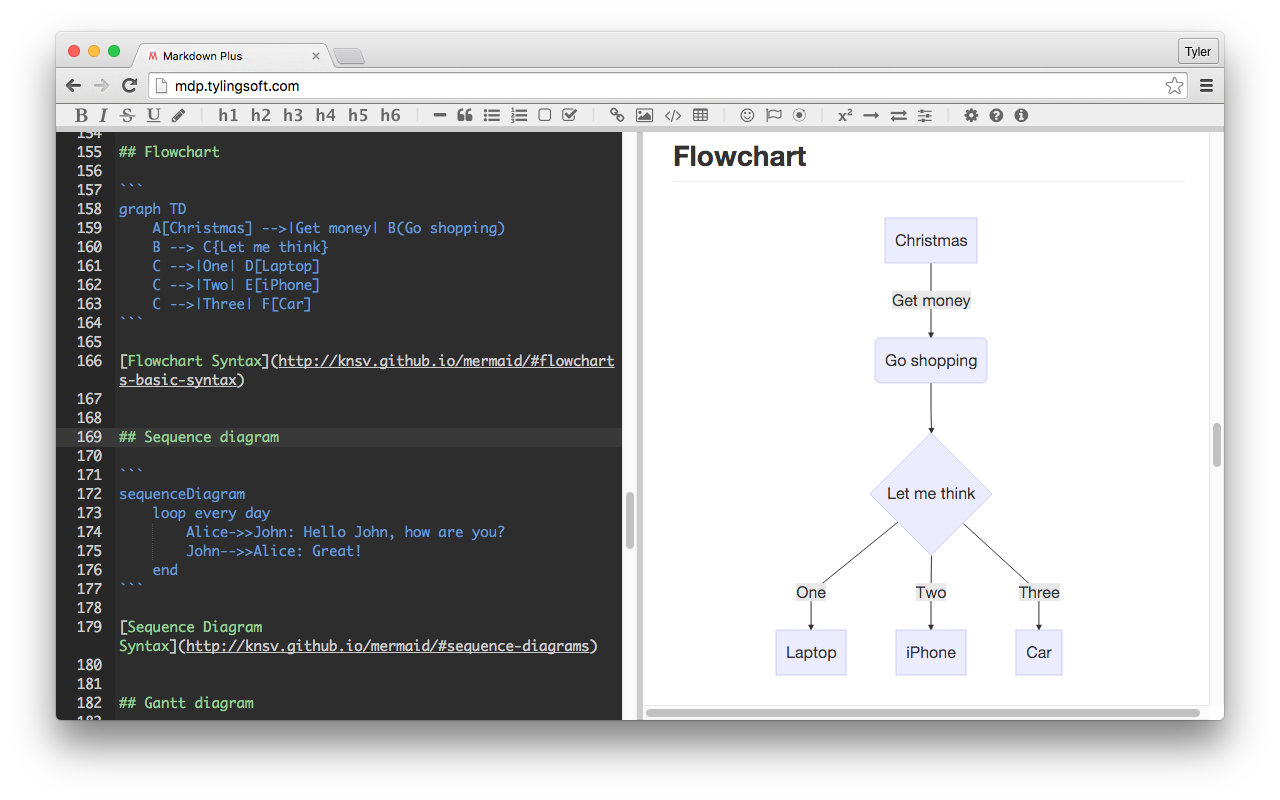 Markdown Plus
Tyler
mdp.tylingsoft.com
B I S U h1 h2 h3 h4 h5 h6 x²
154
155 ## Flowchart
156
157 ```
158 graph TD
159     A[Christmas] -->|Get money| B(Go shopping)
160     B --> C{Let me think}
161     C -->|One| D[Laptop]
162     C -->|Two| E[iPhone]
163     C -->|Three| F[Car]
164 ```
165
166 [Flowchart Syntax](http://knsv.github.io/mermaid/#flowchart
s-basic-syntax)
167
168
169 ## Sequence diagram
170
171 ```
172 sequenceDiagram
173     loop every day
174         Alice->>John: Hello John, how are you?
175         John-->>Alice: Great!
176     end
177 ```
178
179 [Sequence Diagram
Syntax](http://knsv.github.io/mermaid/#sequence-diagrams)
180
181
182 ## Gantt diagram
183
Flowchart
Christmas
Get money
Go shopping
Let me think
One Two Three
Laptop iPhone Car